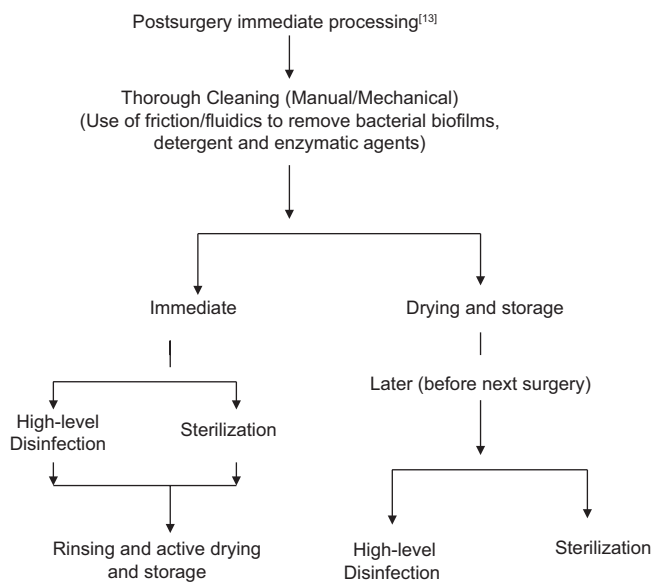 Postsurgery immediate processing[13]
Thorough Cleaning (Manual/Mechanical)
(Use of friction/fluidics to remove bacterial biofilms,
detergent and enzymatic agents)
Immediate
Drying and storage
Later (before next surgery)
High-level
Disinfection
Sterilization
Rinsing and active drying
and storage
High-level
Disinfection
Sterilization